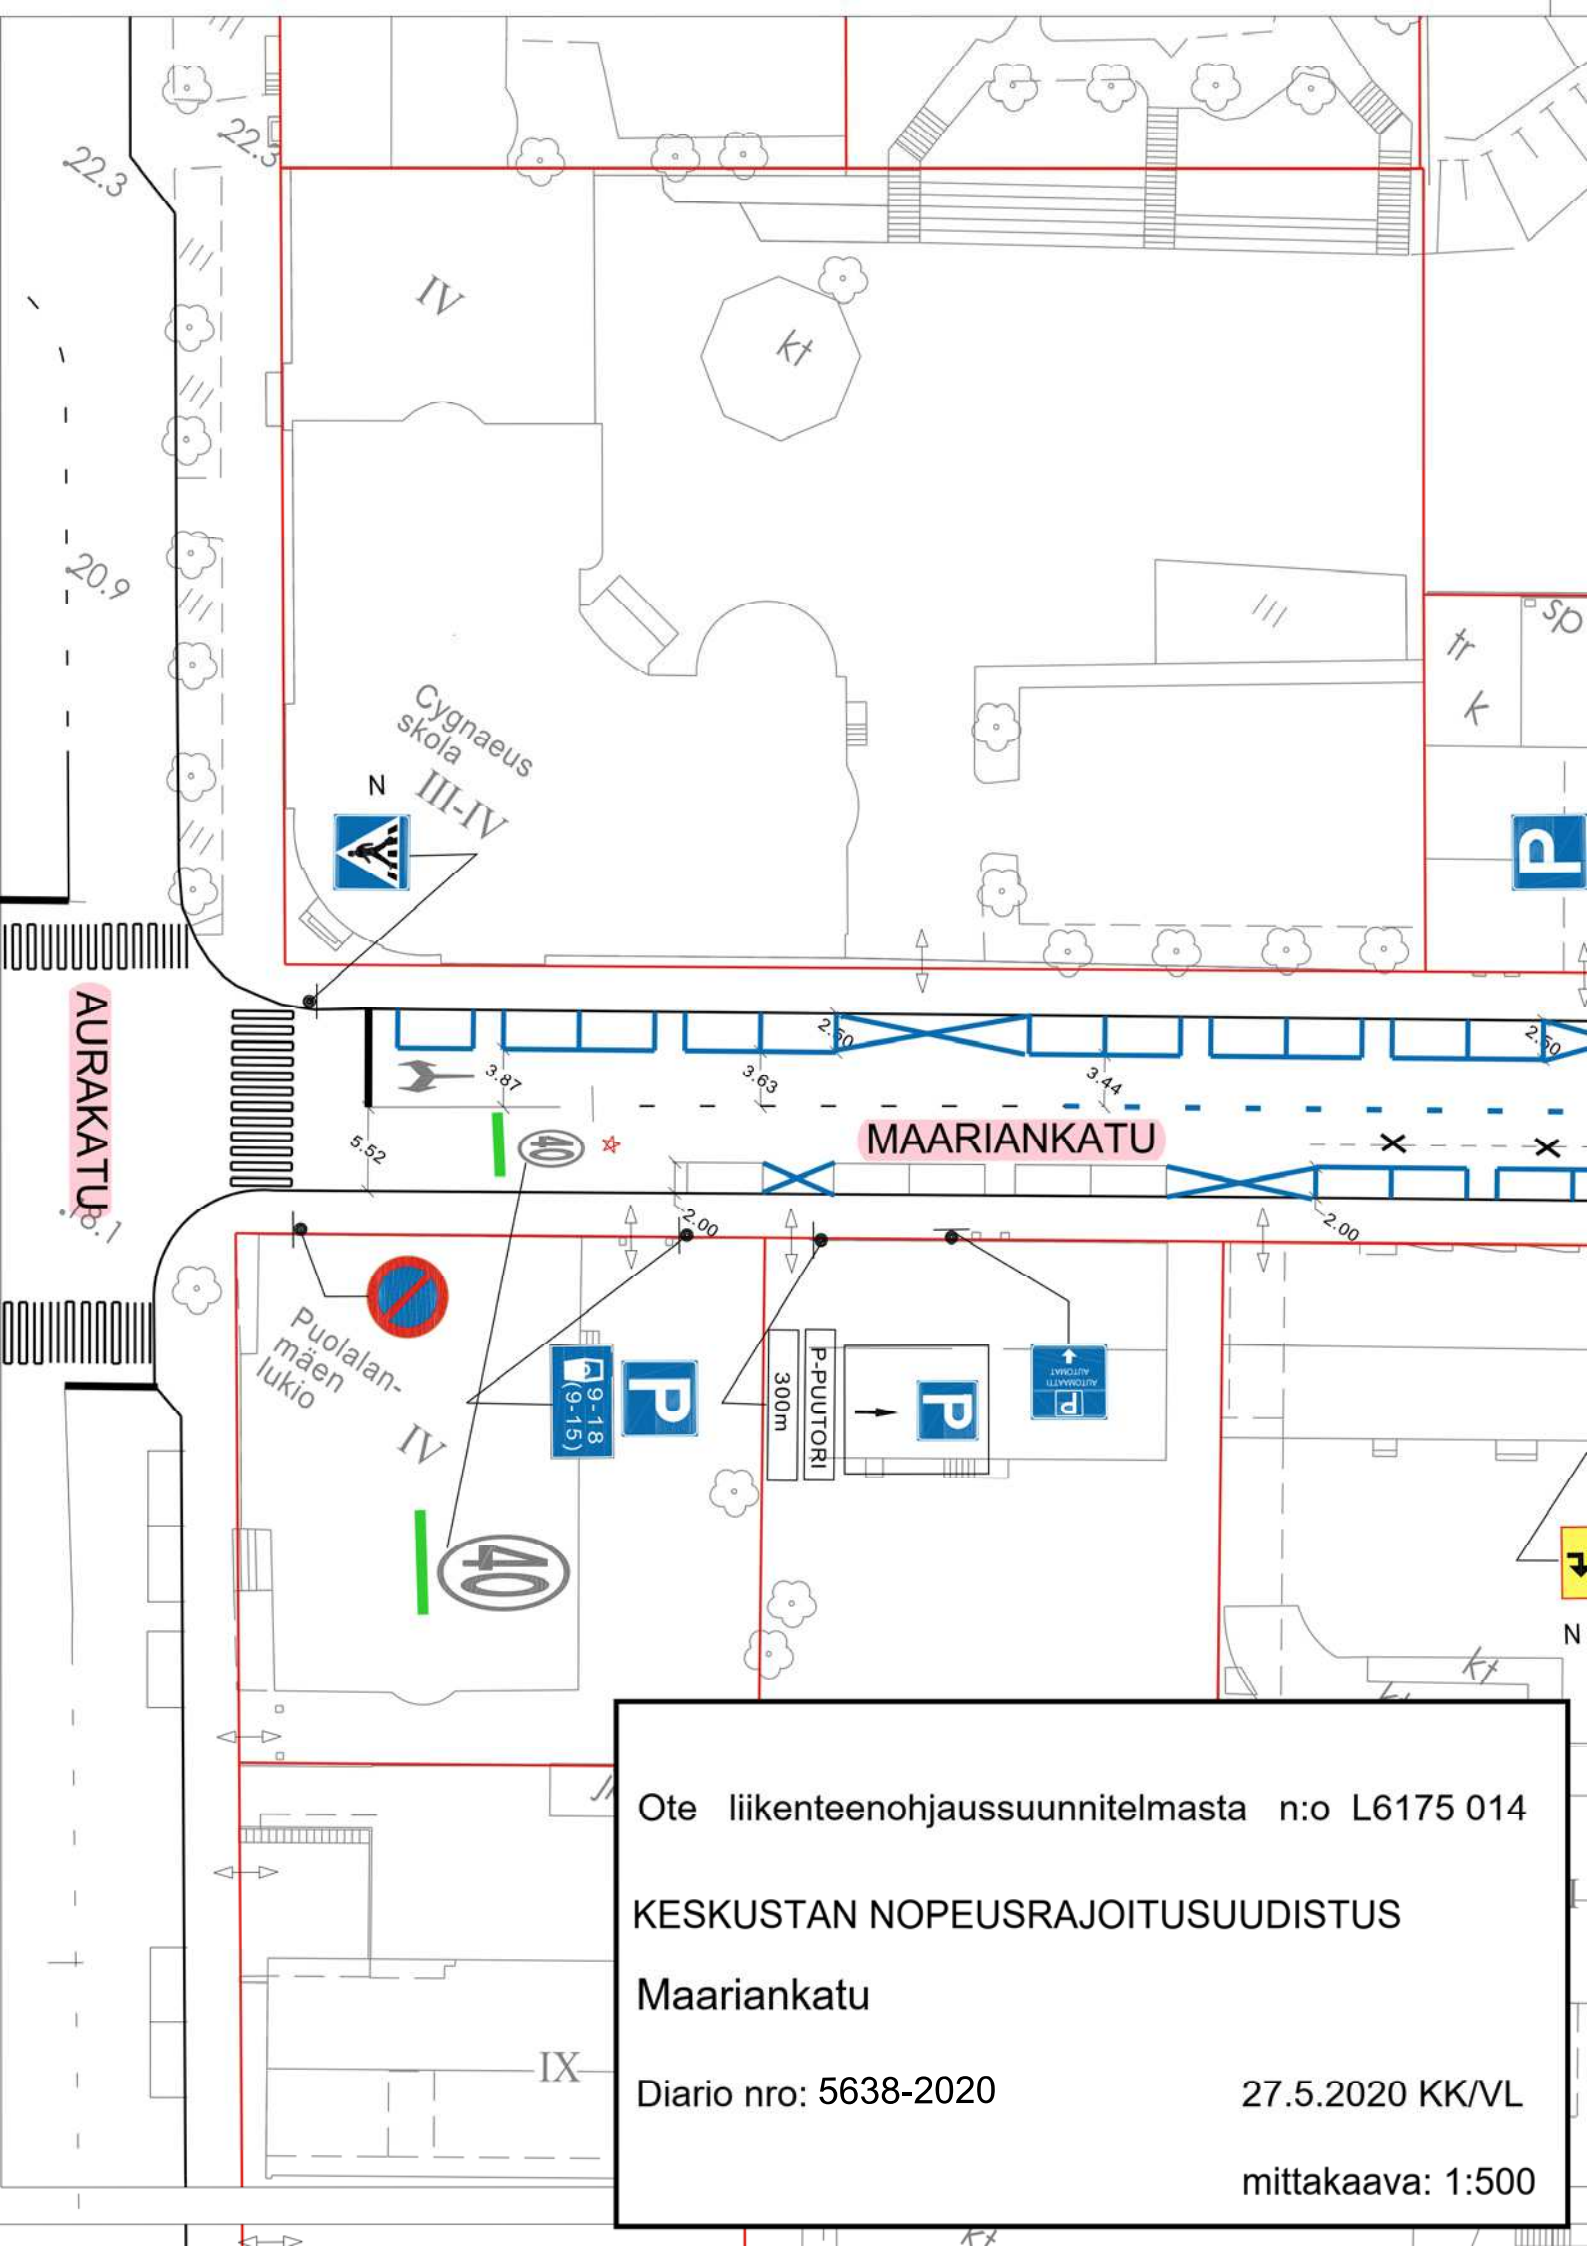 22.3
22.3
IV
kt
20.9
sp
tr
k
Cygnaeus
skola
III-IV
N
P
AURAKATU
2.50
2.50
3.87
3.63
3.44
MAARIANKATU
5.52
40
18.1
2.00
2.00
Puolalan-
mäen
lukio
IV
9-18
(9-15)
P
300m
P-PUUTORI
P
P
AUTOMAATTI
AUTOMAT
40
N
kt
Ote liikenteenohjaussuunnitelmasta n:o L6175 014
KESKUSTAN NOPEUSRAJOITUSUUDISTUS
Maariankatu
IX
Diario nro: 5638-2020 27.5.2020 KK/VL
mittakaava: 1:500
kt